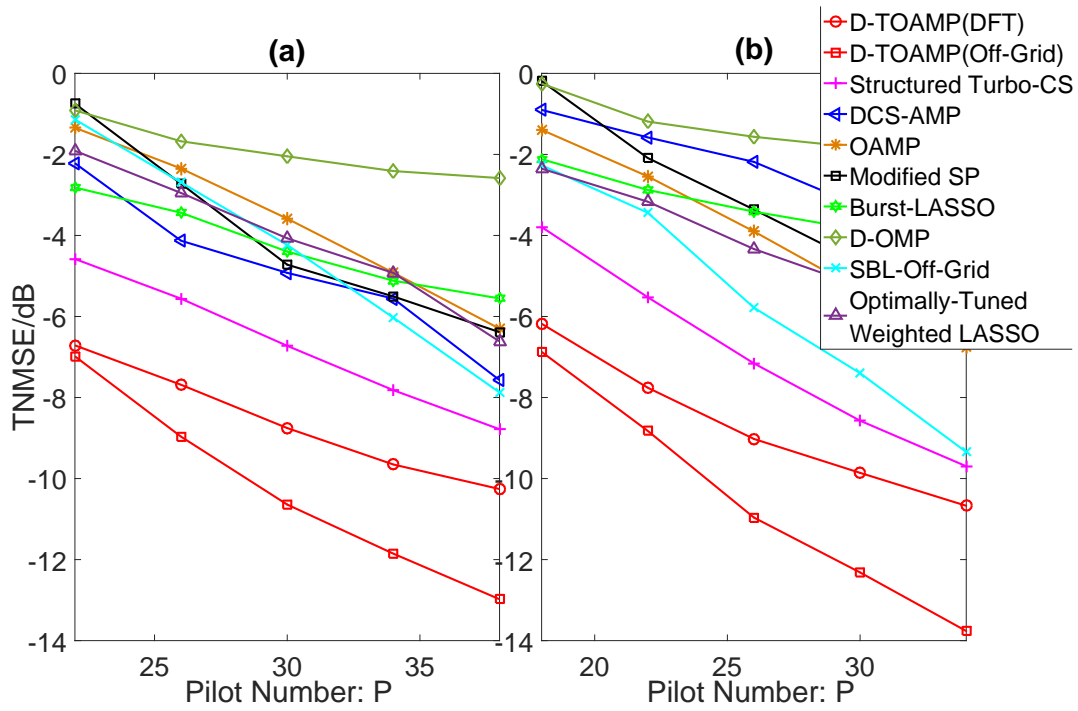 (a)
(b)
D-TOAMP(DFT)
D-TOAMP(Off-Grid)
Structured Turbo-CS
DCS-AMP
OAMP
Modified SP
Burst-LASSO
D-OMP
SBL-Off-Grid
Optimally-Tuned
Weighted LASSO
TNMSE/dB
0
-2
-4
-6
-8
-10
-12
-14
25
30
35
Pilot Number: P
0
-2
-4
-6
-8
-10
-12
-14
20
25
30
Pilot Number: P